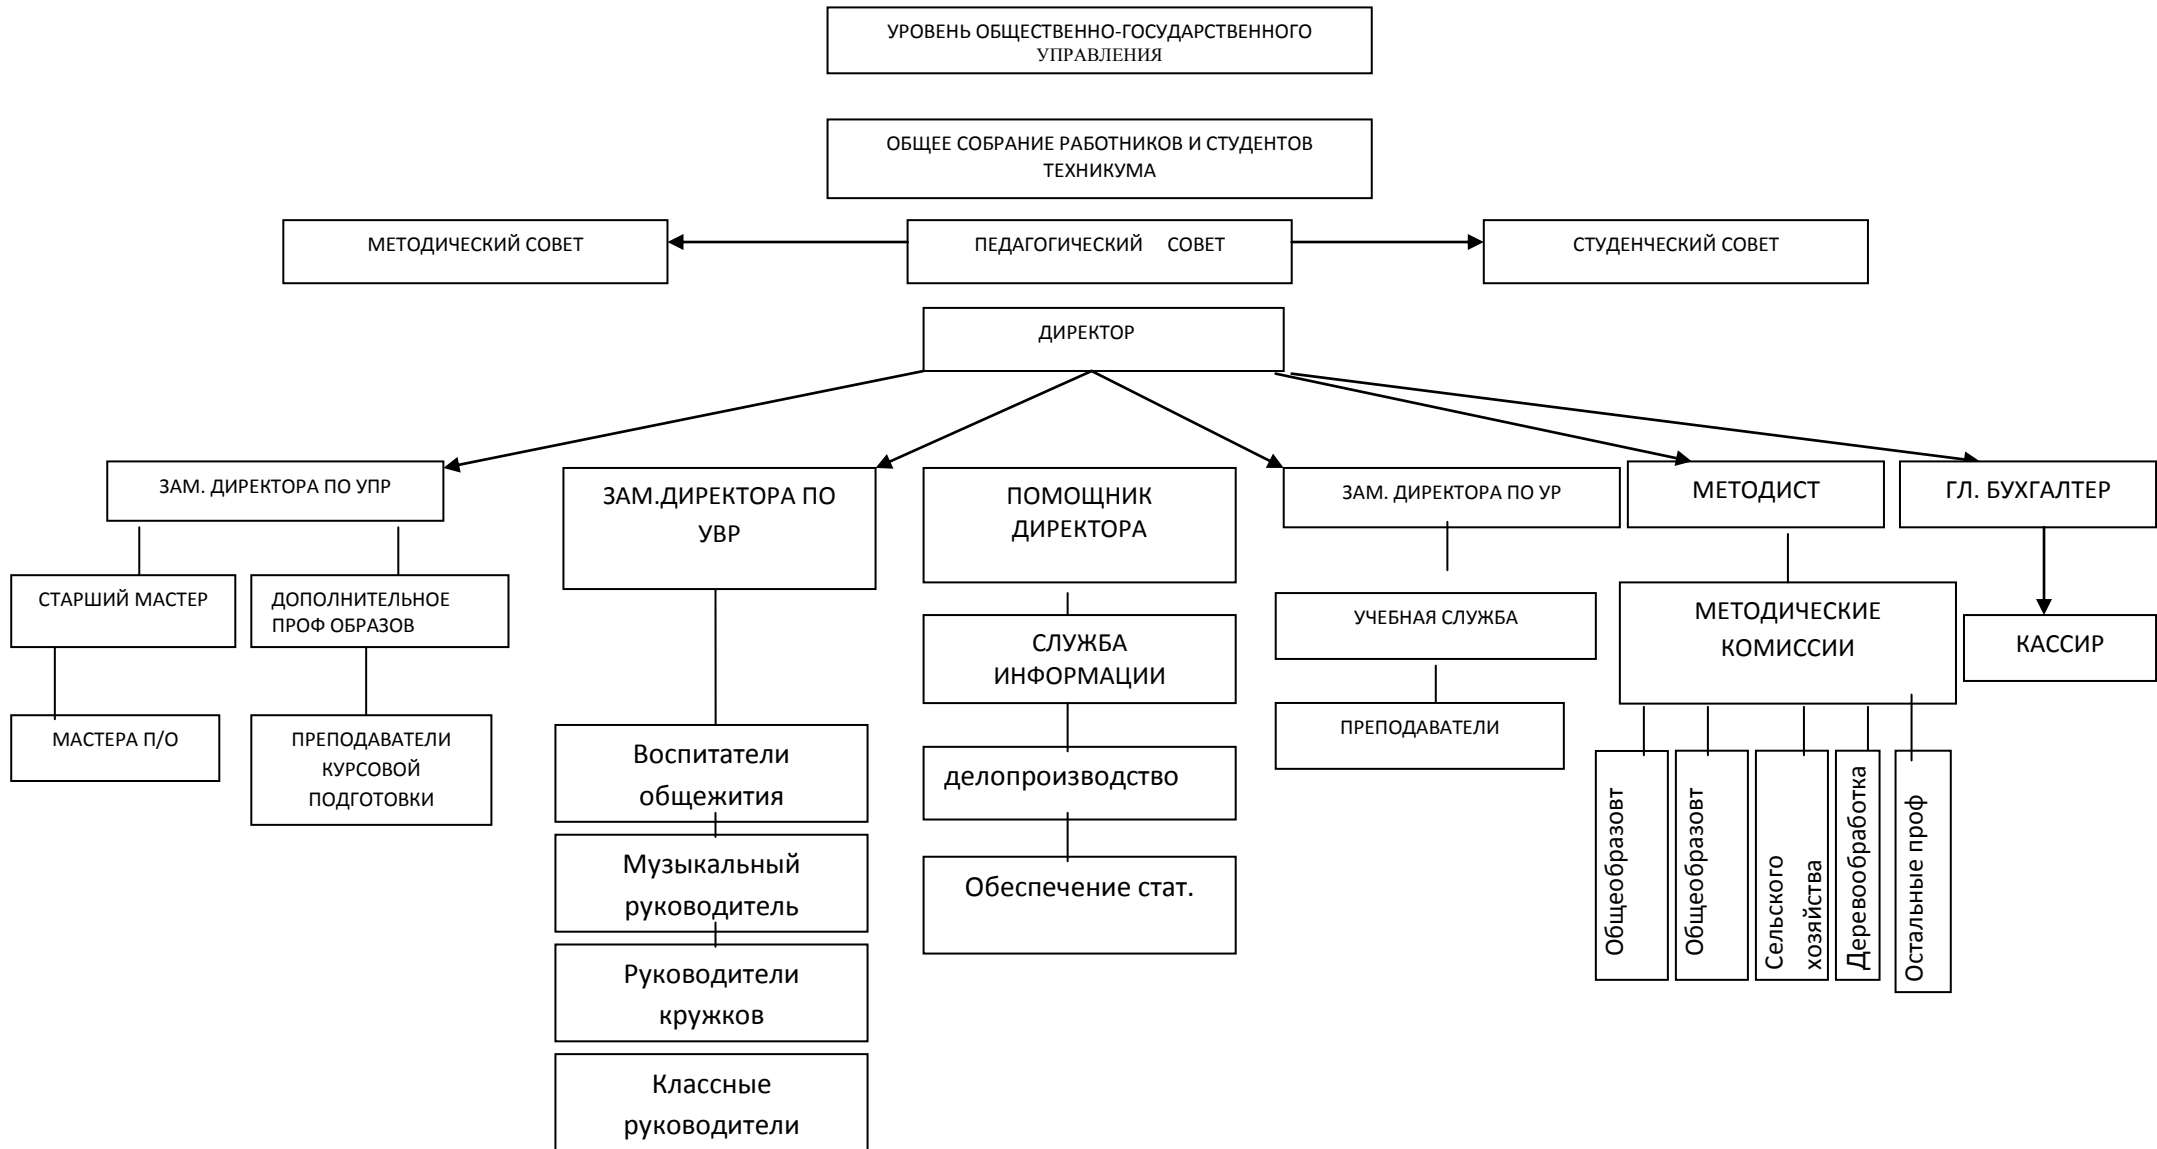 УРОВЕНЬ ОБЩЕСТВЕННО-ГОСУДАРСТВЕННОГО
УПРАВЛЕНИЯ
ОБЩЕЕ СОБРАНИЕ РАБОТНИКОВ И СТУДЕНТОВ
ТЕХНИКУМА
МЕТОДИЧЕСКИЙ СОВЕТ
ПЕДАГОГИЧЕСКИЙ СОВЕТ
СТУДЕНЧЕСКИЙ СОВЕТ
ДИРЕКТОР
ЗАМ. ДИРЕКТОРА ПО УПР
ЗАМ.ДИРЕКТОРА ПО
УВР
ПОМОЩНИК
ДИРЕКТОРА
ЗАМ. ДИРЕКТОРА ПО УР
МЕТОДИСТ
ГЛ. БУХГАЛТЕР
СТАРШИЙ МАСТЕР
ДОПОЛНИТЕЛЬНОЕ
ПРОФ ОБРАЗОВ
СЛУЖБА
ИНФОРМАЦИИ
УЧЕБНАЯ СЛУЖБА
МЕТОДИЧЕСКИЕ
КОМИССИИ
КАССИР
МАСТЕРА П/О
ПРЕПОДАВАТЕЛИ
КУРСОВОЙ
ПОДГОТОВКИ
Воспитатели
общежития
делопроизводство
ПРЕПОДАВАТЕЛИ
Общеобразовт
Общеобразовт
Сельского
хозяйства
Деревообработка
Остальные проф
Музыкальный
руководитель
Обеспечение стат.
Руководители
кружков
Классные
руководители